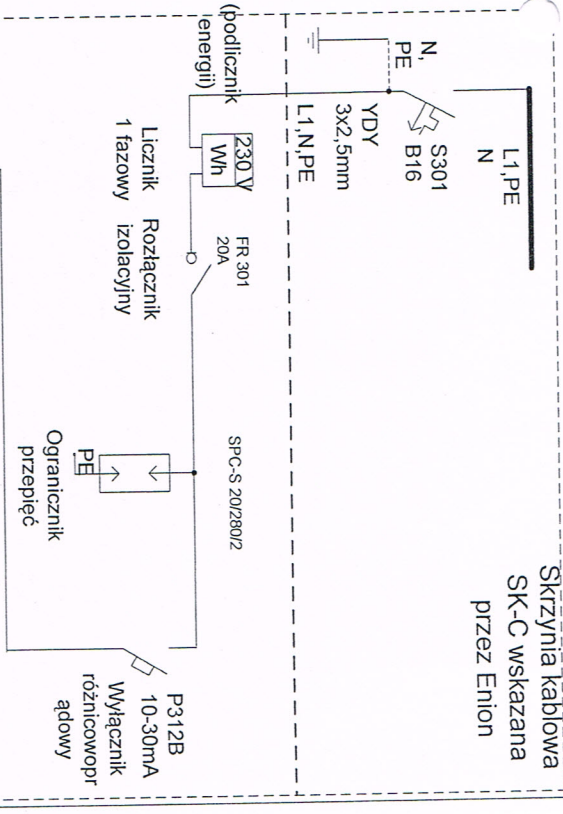 Skrzynia kablowa
SK-C wskazana
przez Enion
L1,PE
N
S301
B16
N,
PE
YDY
3x2,5mm
L1,N,PE
(podlicznik
energii)
230 V
Wh
Licznik
1 fazowy
FR 301
20A
Rozłącznik
izolacyjny
SPC-S 20/280/2
PE
Ogranicznik
przepięć
P312B
10-30mA
Wyłącznik
różnicowopr
ądowy